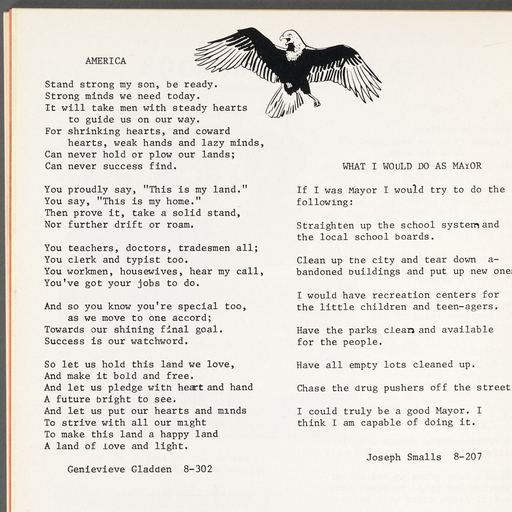 AMERICA
Stand strong my son, be ready.
Strong minds we need today.
It will take men with steady hearts
to guide us on our way.
For shrinking hearts, and coward
hearts, weak hands and lazy minds,
Can never hold or plow our lands;
Can never success find.
You proudly say, "This is my land."
You say, "This is my home."
Then prove it, take a solid stand,
Nor further drift or roam.
You teachers, doctors, tradesmen all;
You clerk and typist too.
You workmen, housewives, hear my call,
You've got your jobs to do.
And so you know you're special too,
as we move to one accord;
Towards our shining final goal.
Success is our watchword.
So let us hold this land we love,
And make it bold and free.
And let us pledge with heart and hand
A future bright to see.
And let us put our hearts and minds
To strive with all our might
To make this land a happy land
A land of love and light.
Genievieve Gladden 8-302
WHAT I WOULD DO AS MAYOR
If I was Mayor I would try to do the
following:
Straighten up the school system and
the local school boards.
Clean up the city and tear down a-
bandoned buildings and put up new ones
I would have recreation centers for
the little children and teen-agers.
Have the parks clean and available
for the people.
Have all empty lots cleaned up.
Chase the drug pushers off the street
I could truly be a good Mayor. I
think I am capable of doing it.
Joseph Smalls 8-207